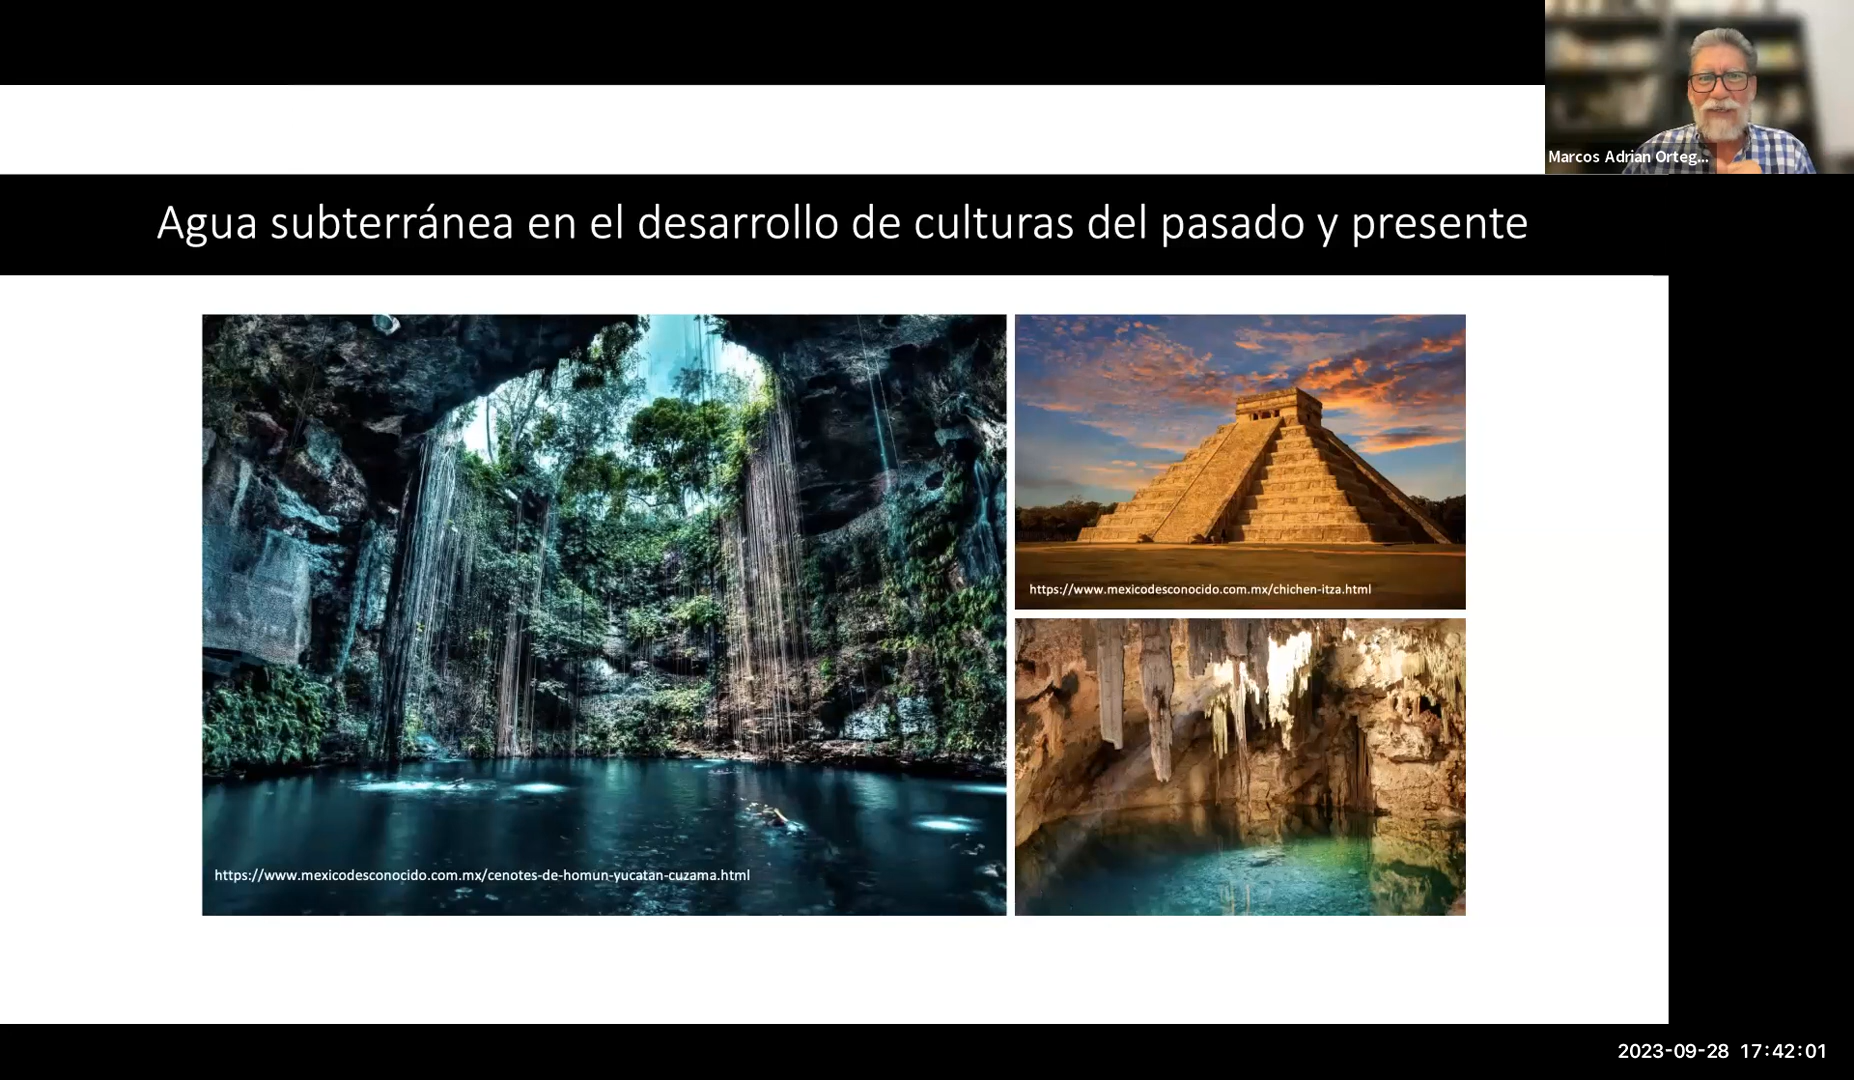 Marcos Adrian Orteg...
Agua subterránea en el desarrollo de culturas del pasado y presente
https://www.mexicodesconocido.com.mx/chichen-itza.html
https://www.mexicodesconocido.com.mx/cenotes-de-homun-yucatan-cuzama.html
2023-09-28 17:42:01